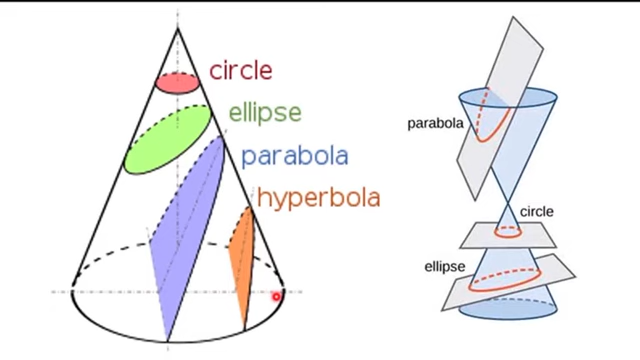 circle
ellipse
parabola
hyperbola
parabola
circle
ellipse